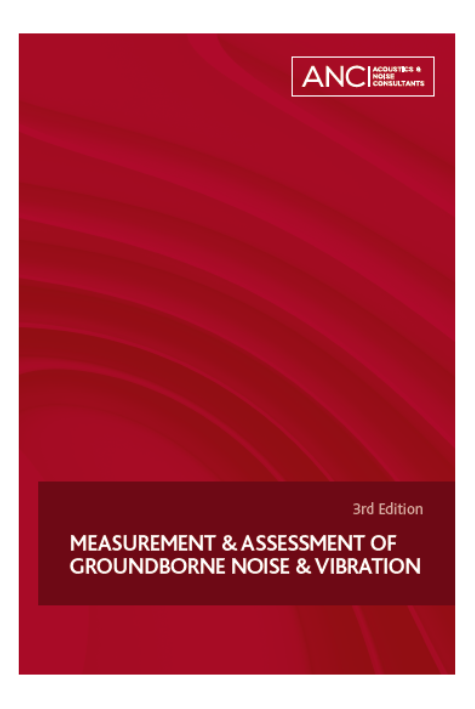 ANC ACOUSTICS &
NOISE
CONSULTANTS
3rd Edition
MEASUREMENT & ASSESSMENT OF
GROUNDBORNE NOISE & VIBRATION